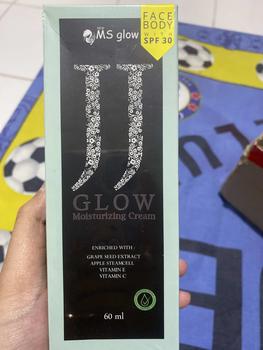 MS glow
FACE
BODY
WITH
SPF 30
JJ
GLOW
Moisturizing Cream
ENRICHED WITH :
GRAPE SEED EXTRACT
APPLE STEAMCELL
VITAMIN E
VITAMIN C
60 ml